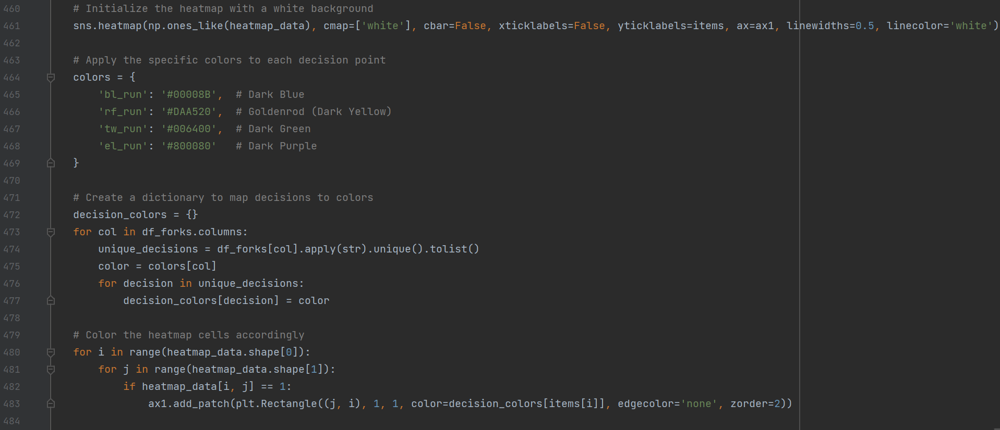 460     # Initialize the heatmap with a white background
461     sns.heatmap(np.ones_like(heatmap_data), cmap=['white'], cbar=False, xticklabels=False, yticklabels=items, ax=ax1, linewidths=0.5, linecolor='white')
462
463     # Apply the specific colors to each decision point
464     colors = {
465         'bl_run': '#00008B',  # Dark Blue
466         'rf_run': '#DAA520',  # Goldenrod (Dark Yellow)
467         'tw_run': '#006400',  # Dark Green
468         'el_run': '#800080'   # Dark Purple
469     }
470
471     # Create a dictionary to map decisions to colors
472     decision_colors = {}
473     for col in df_forks.columns:
474         unique_decisions = df_forks[col].apply(str).unique().tolist()
475         color = colors[col]
476         for decision in unique_decisions:
477             decision_colors[decision] = color
478
479     # Color the heatmap cells accordingly
480     for i in range(heatmap_data.shape[0]):
481         for j in range(heatmap_data.shape[1]):
482             if heatmap_data[i, j] == 1:
483                 ax1.add_patch(plt.Rectangle((j, i), 1, 1, color=decision_colors[items[i]], edgecolor='none', zorder=2))
484